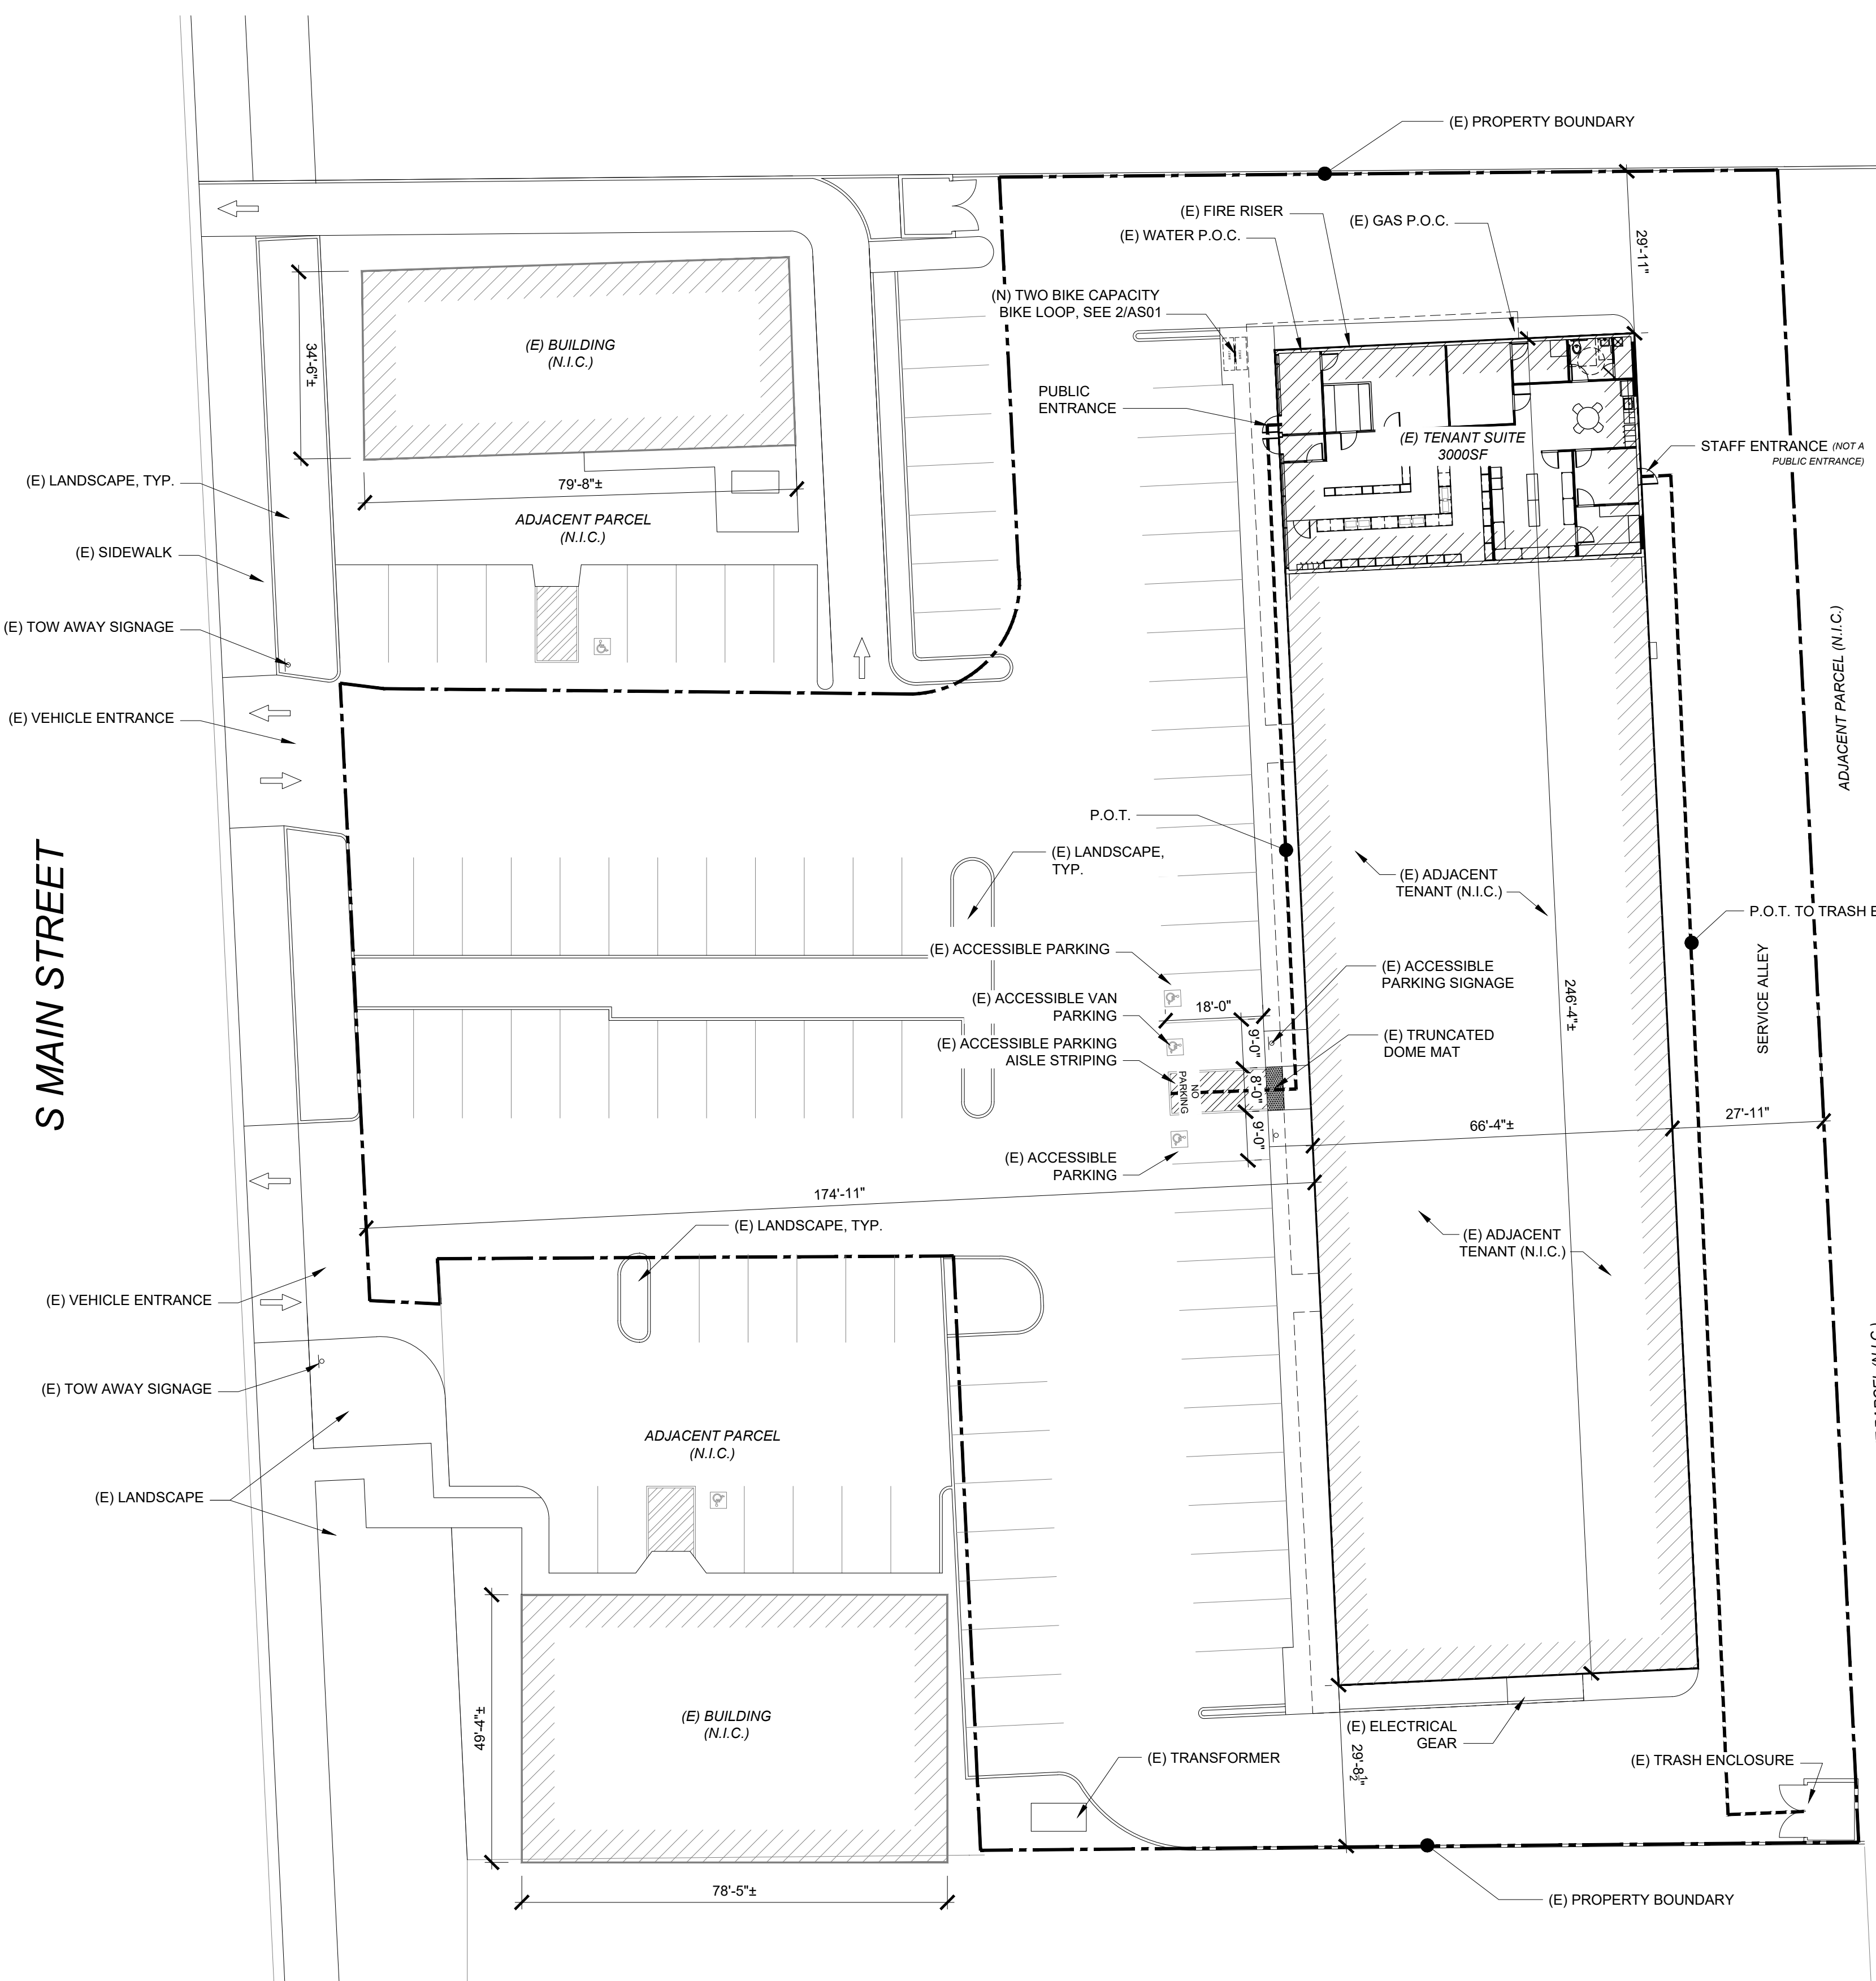 (E) PROPERTY BOUNDARY
(E) FIRE RISER
(E) GAS P.O.C.
(E) WATER P.O.C.
29'-11"
(N) TWO BIKE CAPACITY
BIKE LOOP, SEE 2/AS01
(E) BUILDING
(N.I.C.)
34'-6"±
PUBLIC
ENTRANCE
(E) TENANT SUITE
3000SF
STAFF ENTRANCE (NOT A
PUBLIC ENTRANCE)
(E) LANDSCAPE, TYP.
79'-8"±
ADJACENT PARCEL
(N.I.C.)
(E) SIDEWALK
(E) TOW AWAY SIGNAGE
ADJACENT PARCEL (N.I.C.)
(E) VEHICLE ENTRANCE
P.O.T.
S MAIN STREET
(E) LANDSCAPE,
TYP.
(E) ADJACENT
TENANT (N.I.C.)
P.O.T. TO TRASH E
(E) ACCESSIBLE PARKING
SERVICE ALLEY
(E) ACCESSIBLE
PARKING SIGNAGE
(E) ACCESSIBLE VAN
PARKING
18'-0"
246'-4"±
9'-0"
(E) ACCESSIBLE PARKING
AISLE STRIPING
(E) TRUNCATED
DOME MAT
NO
PARKING
8'-0"
27'-11"
66'-4"±
9'-0"
(E) ACCESSIBLE
PARKING
174'-11"
(E) LANDSCAPE, TYP.
(E) ADJACENT
TENANT (N.I.C.)
(E) VEHICLE ENTRANCE
PARCEL (N.I.C.)
(E) TOW AWAY SIGNAGE
ADJACENT PARCEL
(N.I.C.)
(E) LANDSCAPE
(E) BUILDING
(N.I.C.)
49'-4"±
(E) ELECTRICAL
GEAR
(E) TRANSFORMER
29'-8½"
(E) TRASH ENCLOSURE
78'-5"±
(E) PROPERTY BOUNDARY